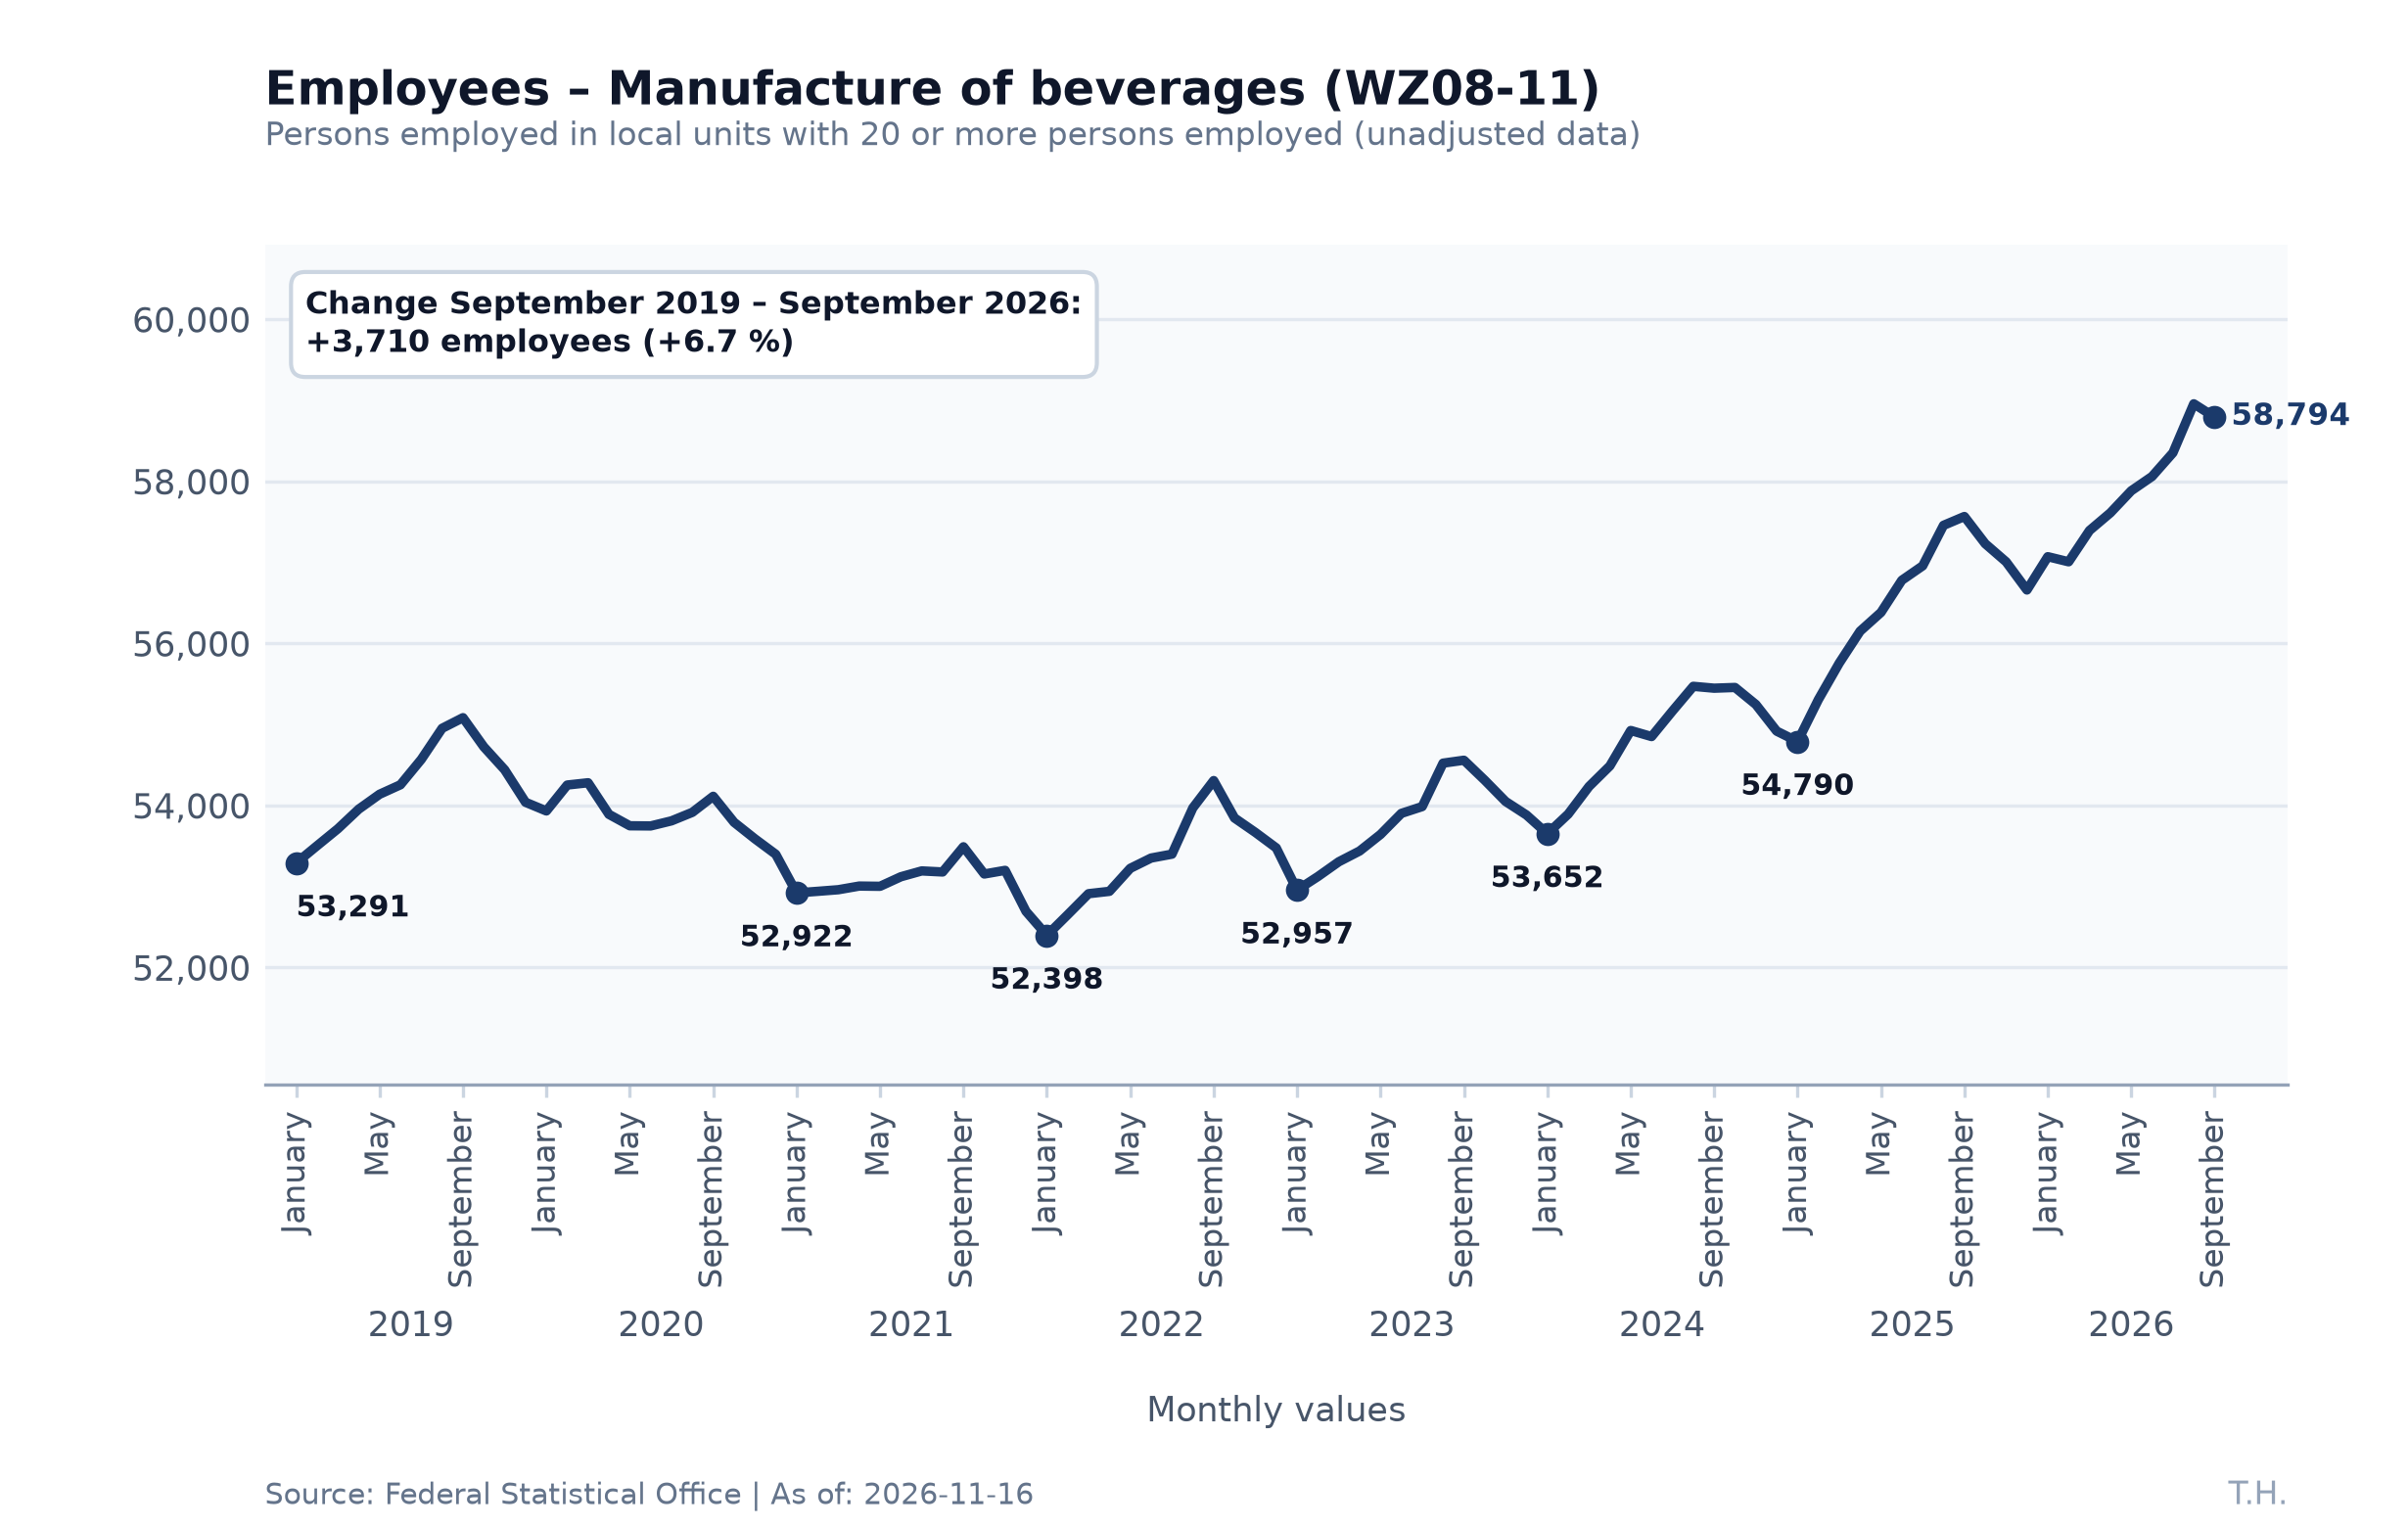 Employees – Manufacture of beverages (WZ08-11)
Persons employed in local units with 20 or more persons employed (unadjusted data)
Change September 2019 – September 2026:
+3,710 employees (+6.7 %)
60,000
58,000
56,000
54,000
52,000
53,291
52,922
52,398
52,957
53,652
54,790
58,794
January
May
September
January
May
September
January
May
September
January
May
September
January
May
September
January
May
September
January
May
September
January
May
September
2019
2020
2021
2022
2023
2024
2025
2026
Monthly values
Source: Federal Statistical Office | As of: 2026-11-16
T.H.